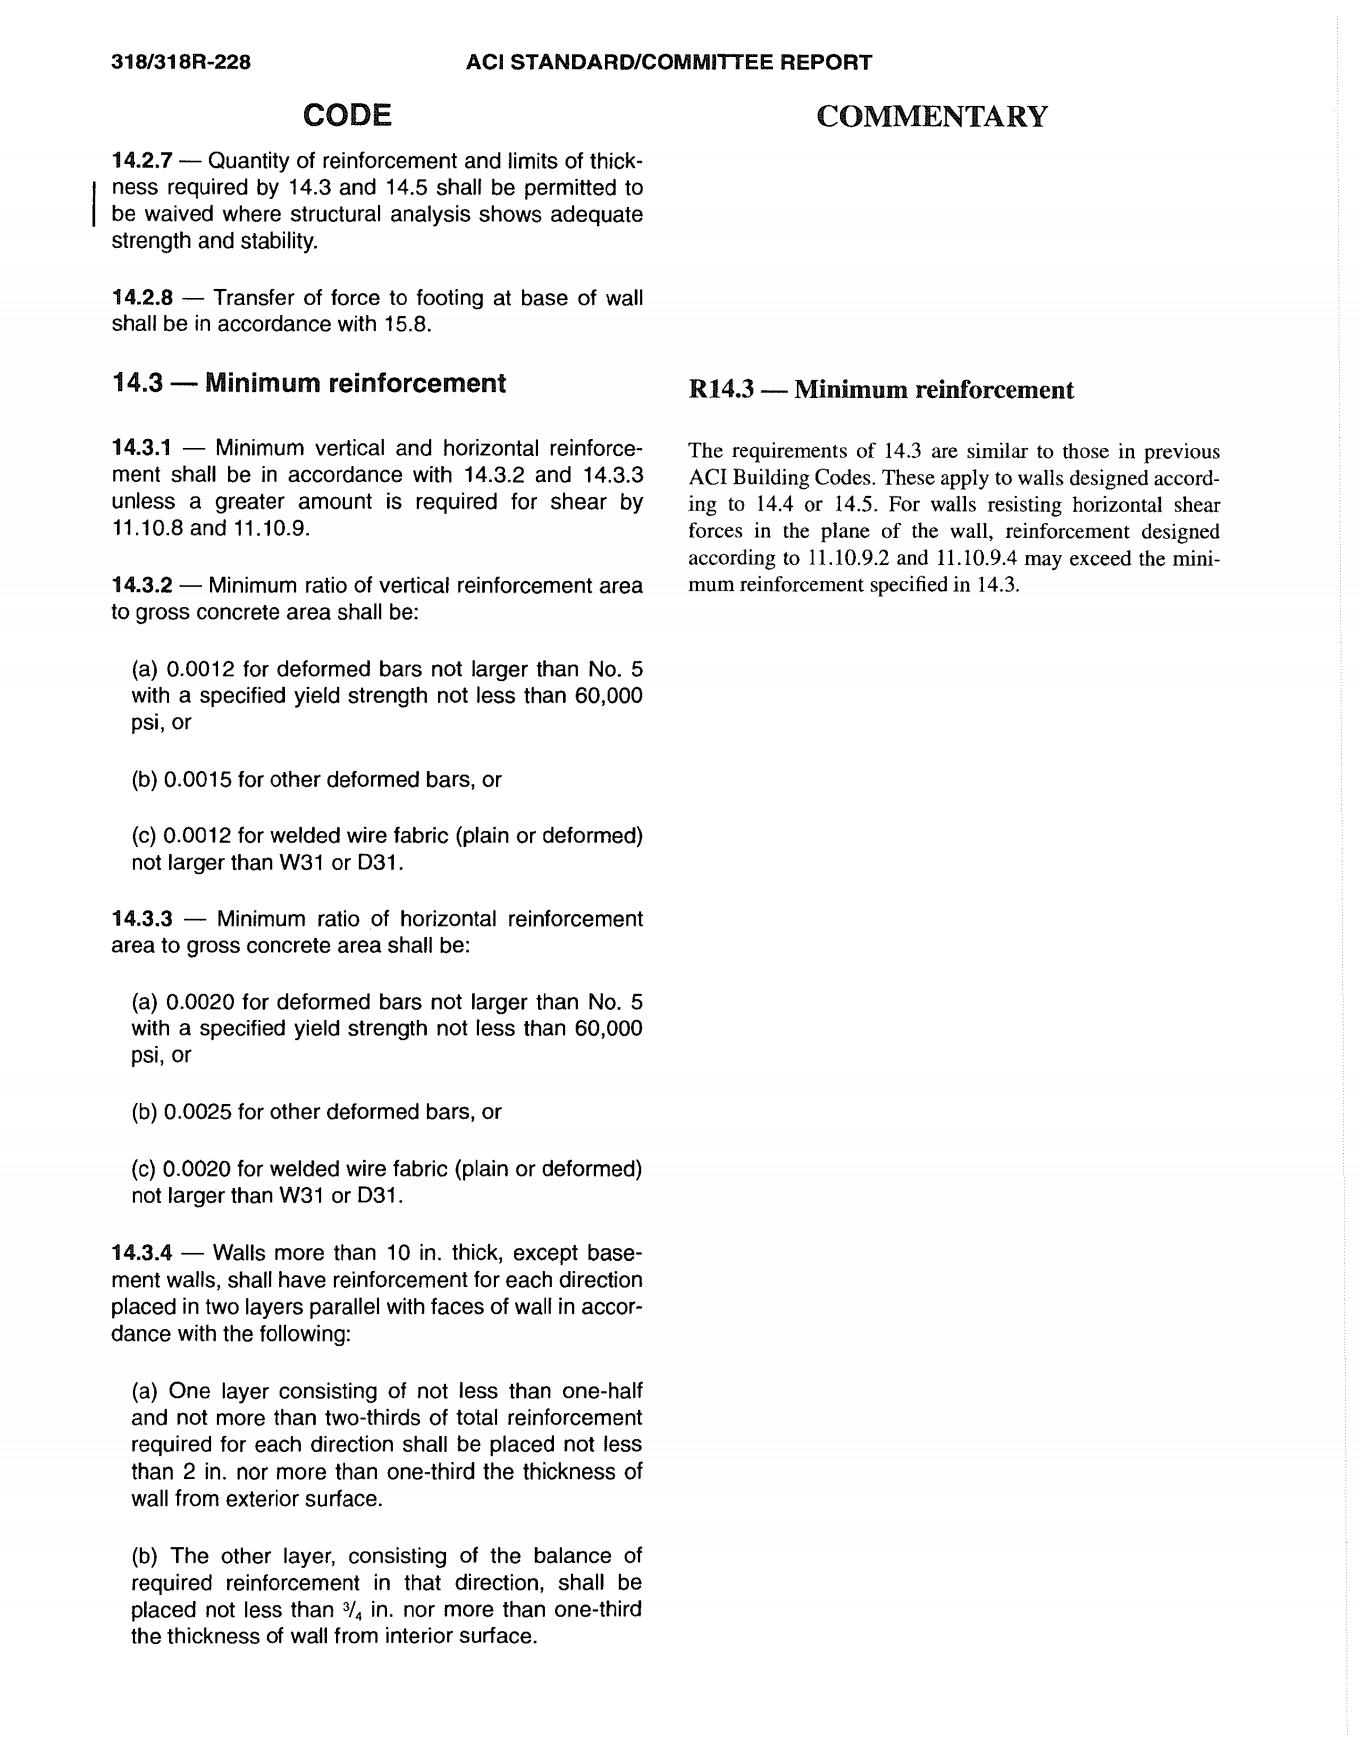 318/318R-228 ACI STANDARD/COMMITTEE REPORT
CODE
14.2.7 — Quantity of reinforcement and limits of thick-
ness required by 14.3 and 14.5 shall be permitted to
be waived where structural analysis shows adequate
strength and stability.
14.2.8 — Transfer of force to footing at base of wall
shall be in accordance with 15.8.
14.3 — Minimum reinforcement
14.3.1 — Minimum vertical and horizontal reinforce-
ment shall be in accordance with 14.3.2 and 14.3.3
unless a greater amount is required for shear by
11.10.8 and 11.10.9.
14.3.2 — Minimum ratio of vertical reinforcement area
to gross concrete area shall be:
(a) 0.0012 for deformed bars not larger than No. 5
with a specified yield strength not less than 60,000
psi, or
(b) 0.0015 for other deformed bars, or
(c) 0.0012 for welded wire fabric (plain or deformed)
not larger than W31 or D31.
14.3.3 — Minimum ratio of horizontal reinforcement
area to gross concrete area shall be:
(a) 0.0020 for deformed bars not larger than No. 5
with a specified yield strength not less than 60,000
psi, or
(b) 0.0025 for other deformed bars, or
(c) 0.0020 for welded wire fabric (plain or deformed)
not larger than W31 or D31.
14.3.4 — Walls more than 10 in. thick, except base-
ment walls, shall have reinforcement for each direction
placed in two layers parallel with faces of wall in accor-
dance with the following:
(a) One layer consisting of not less than one-half
and not more than two-thirds of total reinforcement
required for each direction shall be placed not less
than 2 in. nor more than one-third the thickness of
wall from exterior surface.
(b) The other layer, consisting of the balance of
required reinforcement in that direction, shall be
placed not less than 3/4 in. nor more than one-third
the thickness of wall from interior surface.
COMMENTARY
R14.3 — Minimum reinforcement
The requirements of 14.3 are similar to those in previous
ACI Building Codes. These apply to walls designed accord-
ing to 14.4 or 14.5. For walls resisting horizontal shear
forces in the plane of the wall, reinforcement designed
according to 11.10.9.2 and 11.10.9.4 may exceed the mini-
mum reinforcement specified in 14.3.